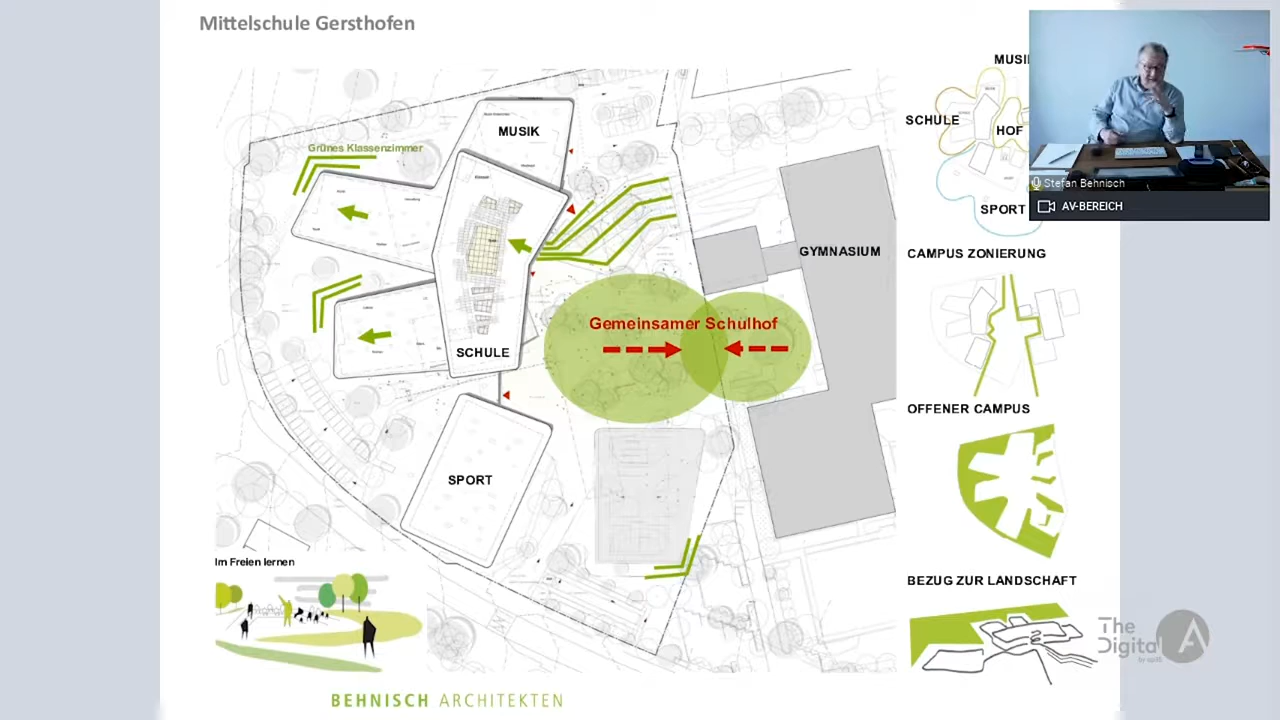 Mittelschule Gersthofen
MUSIK
Grünes Klassenzimmer
GYMNASIUM
Gemeinsamer Schulhof
SCHULE
SPORT
Im Freien lernen
SCHULE
HOF
SPORT
Stefan Behnisch
AV-BEREICH
CAMPUS ZONIERUNG
OFFENER CAMPUS
BEZUG ZUR LANDSCHAFT
The
Digital
A
BEHNISCH ARCHITEKTEN